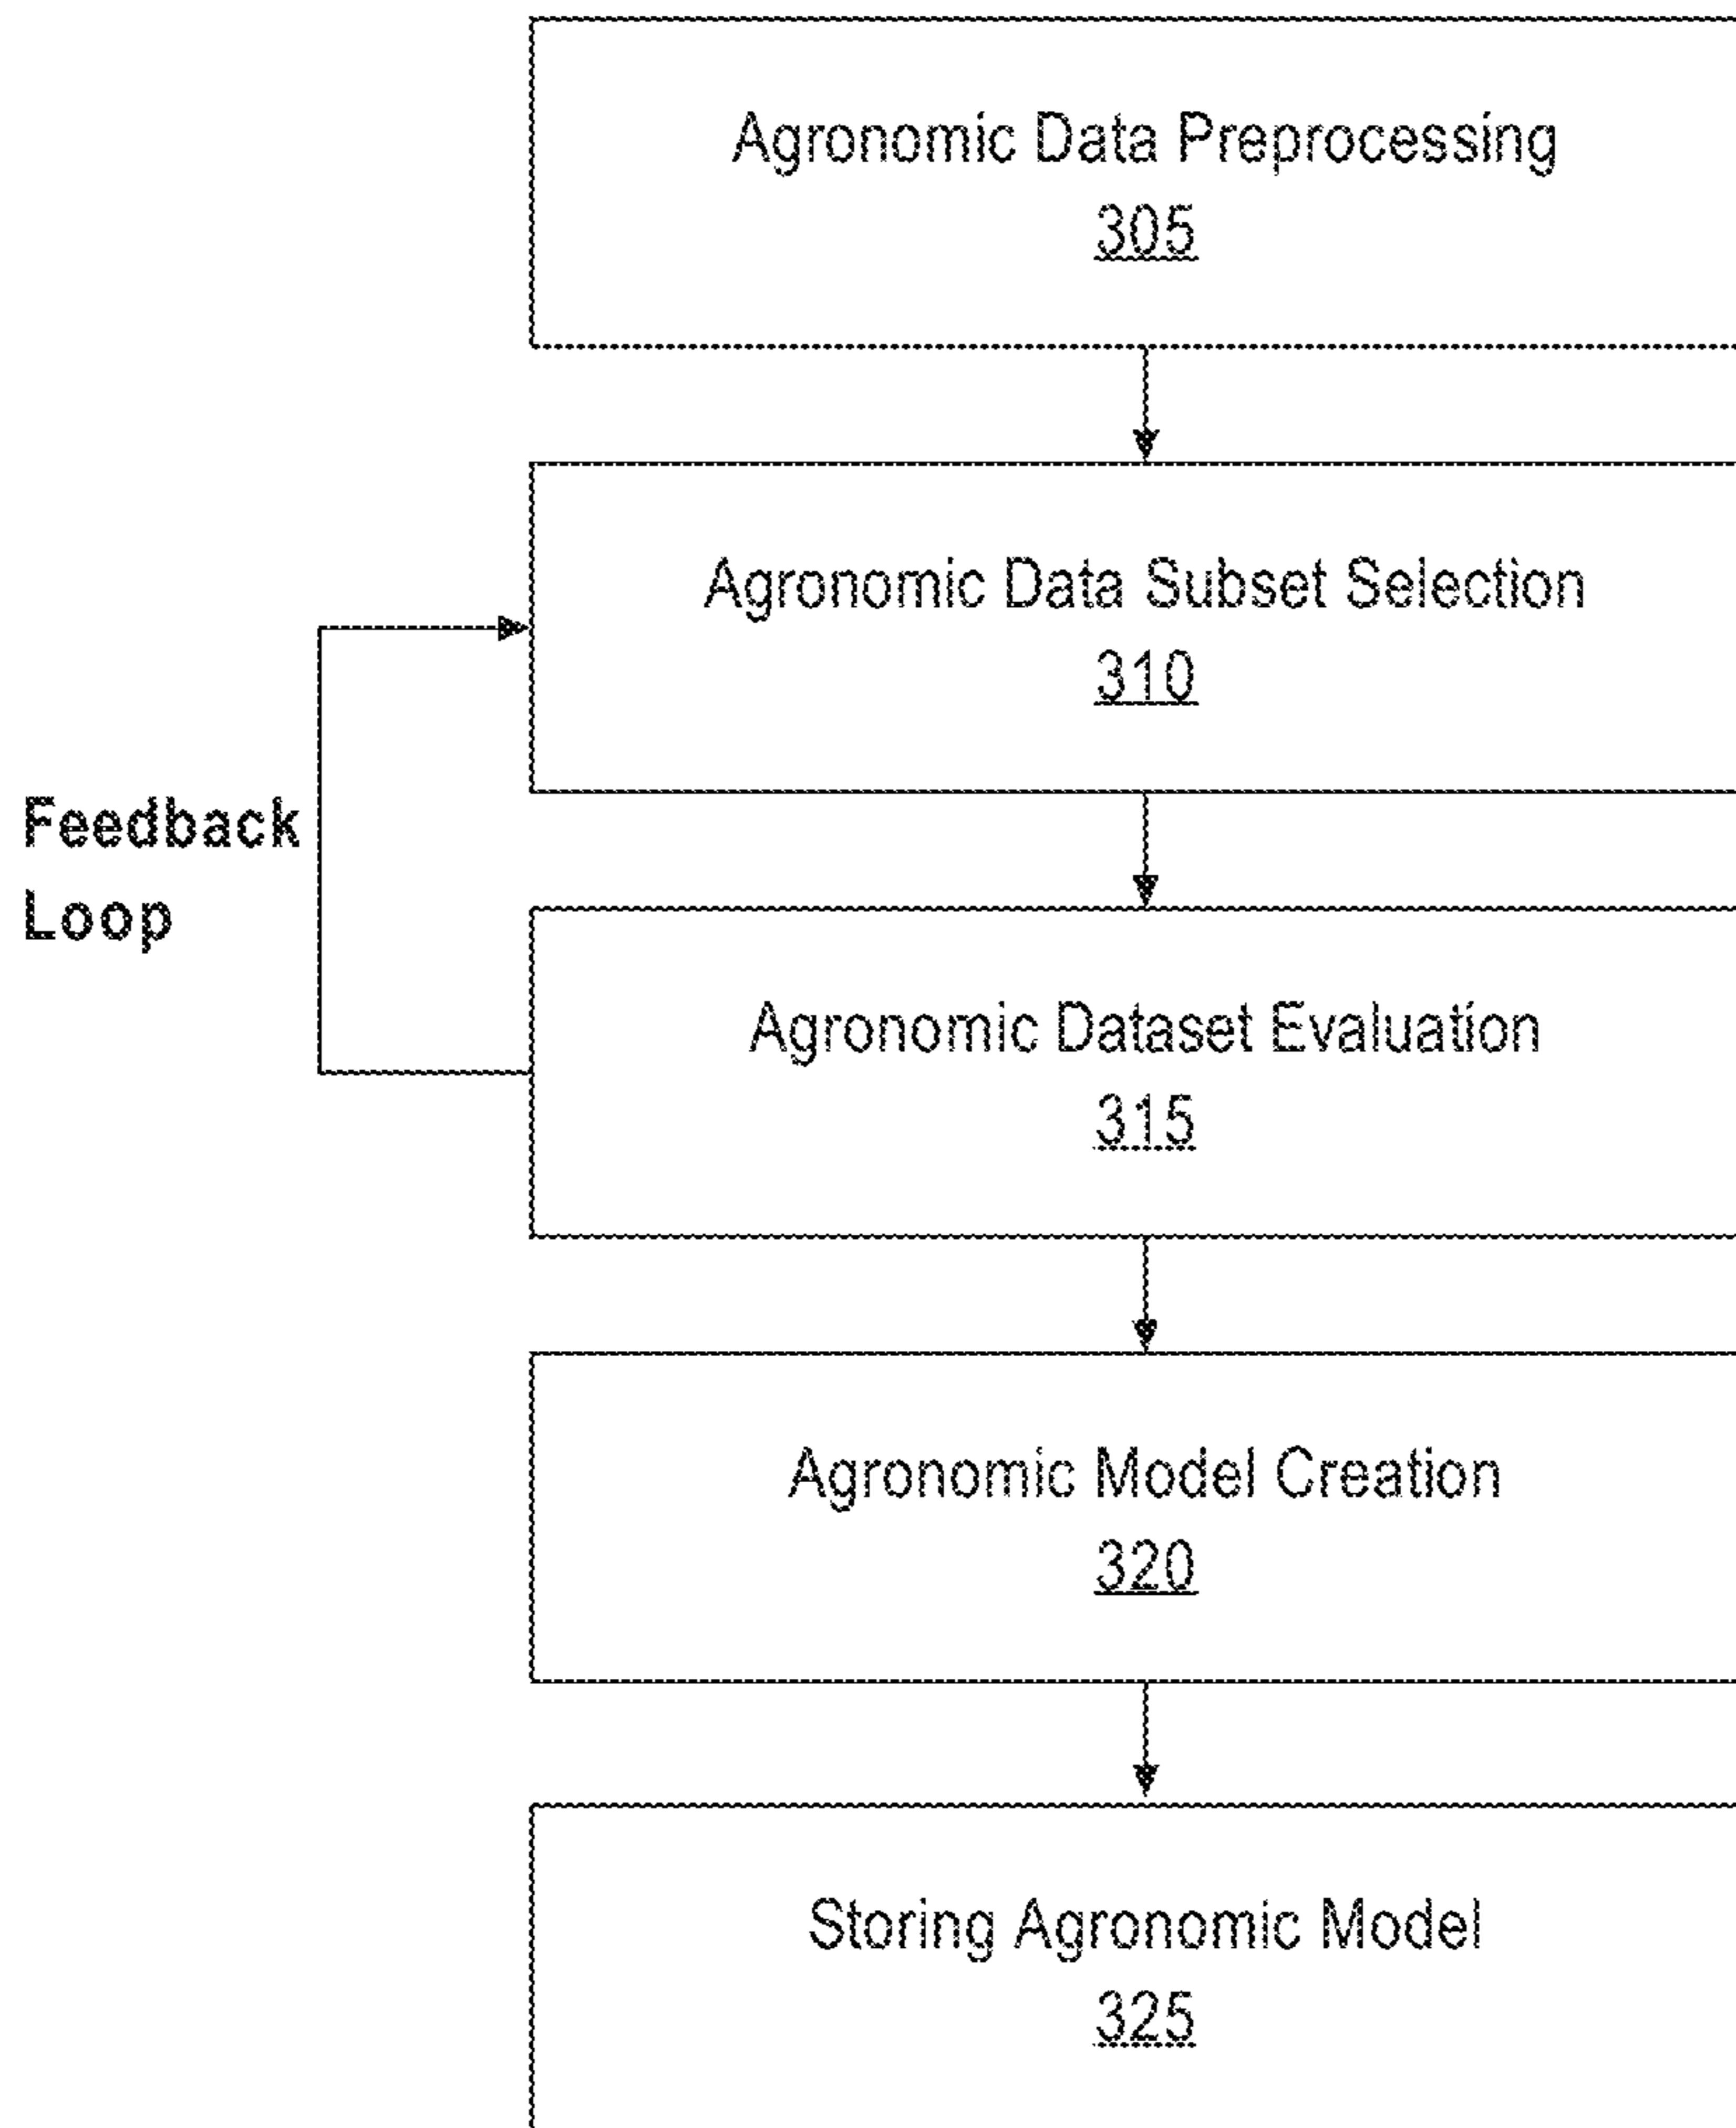 Agronomic Data Preprocessing
305
Agronomic Data Subset Selection
310
Feedback
Loop
Agronomic Dataset Evaluation
315
Agronomic Model Creation
320
Storing Agronomic Model
325